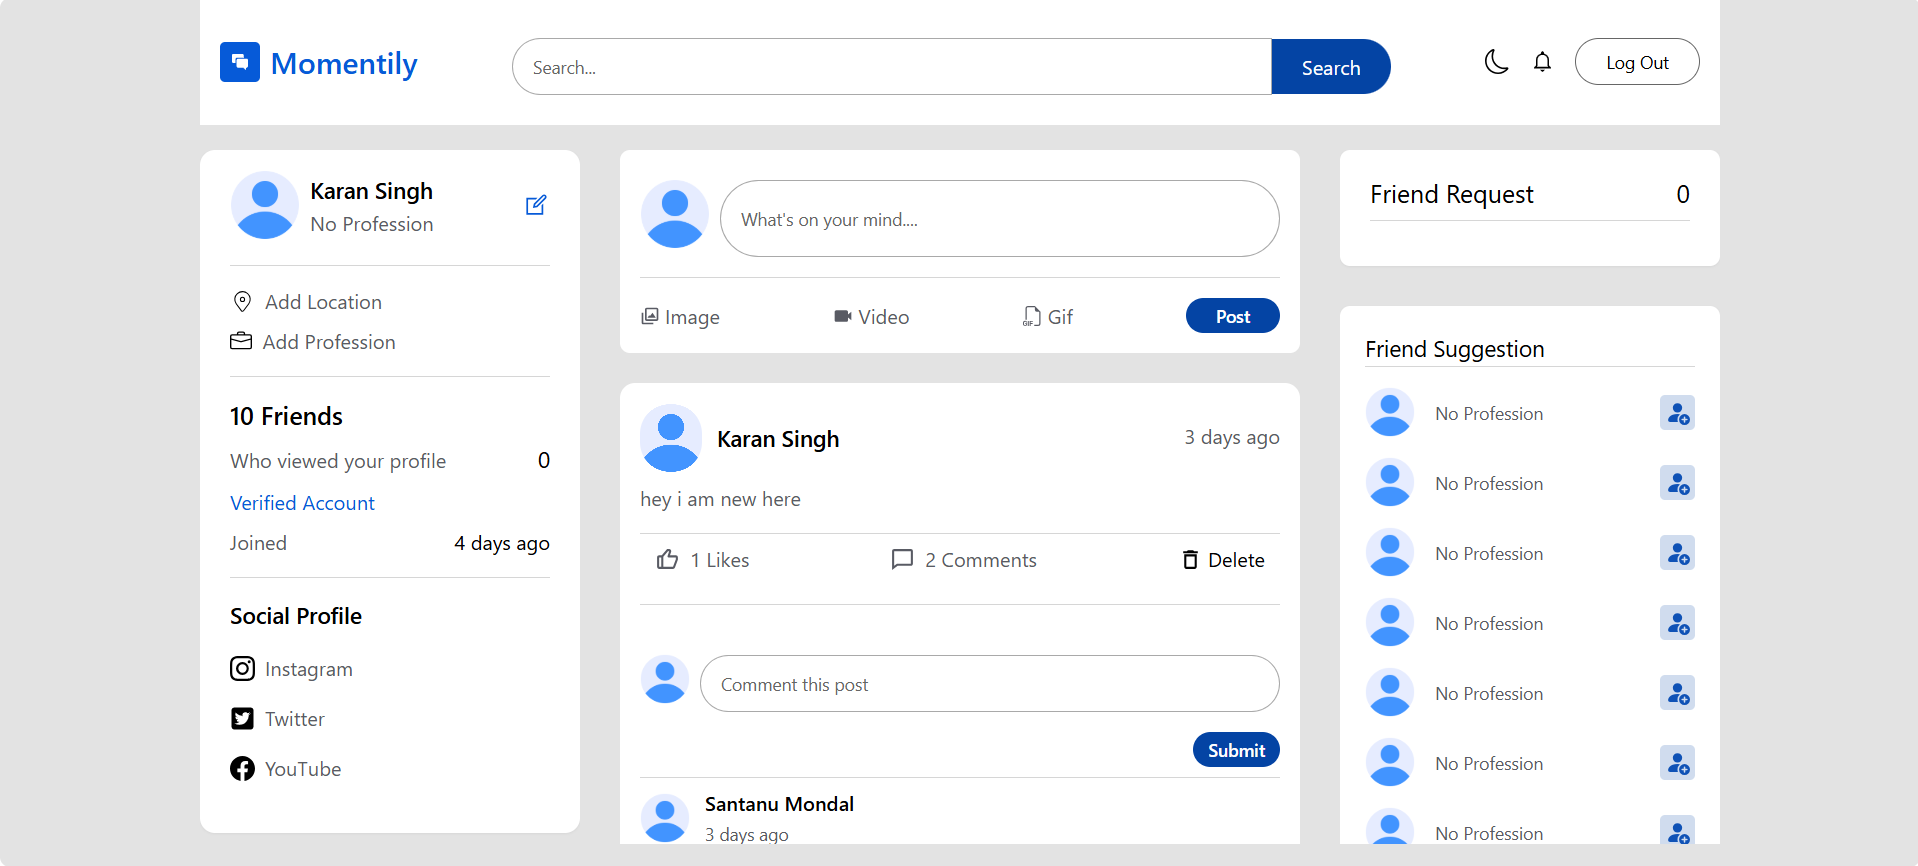 Momentily
Search...
Search
Log Out
Karan Singh
No Profession
Add Location
Add Profession
10 Friends
Who viewed your profile 0
Verified Account
Joined 4 days ago
Social Profile
Instagram
Twitter
YouTube
What's on your mind....
Image Video GIF Gif Post
Karan Singh 3 days ago
hey i am new here
1 Likes 2 Comments Delete
Comment this post
Submit
Santanu Mondal
3 days ago
Friend Request 0
Friend Suggestion
No Profession
No Profession
No Profession
No Profession
No Profession
No Profession
No Profession